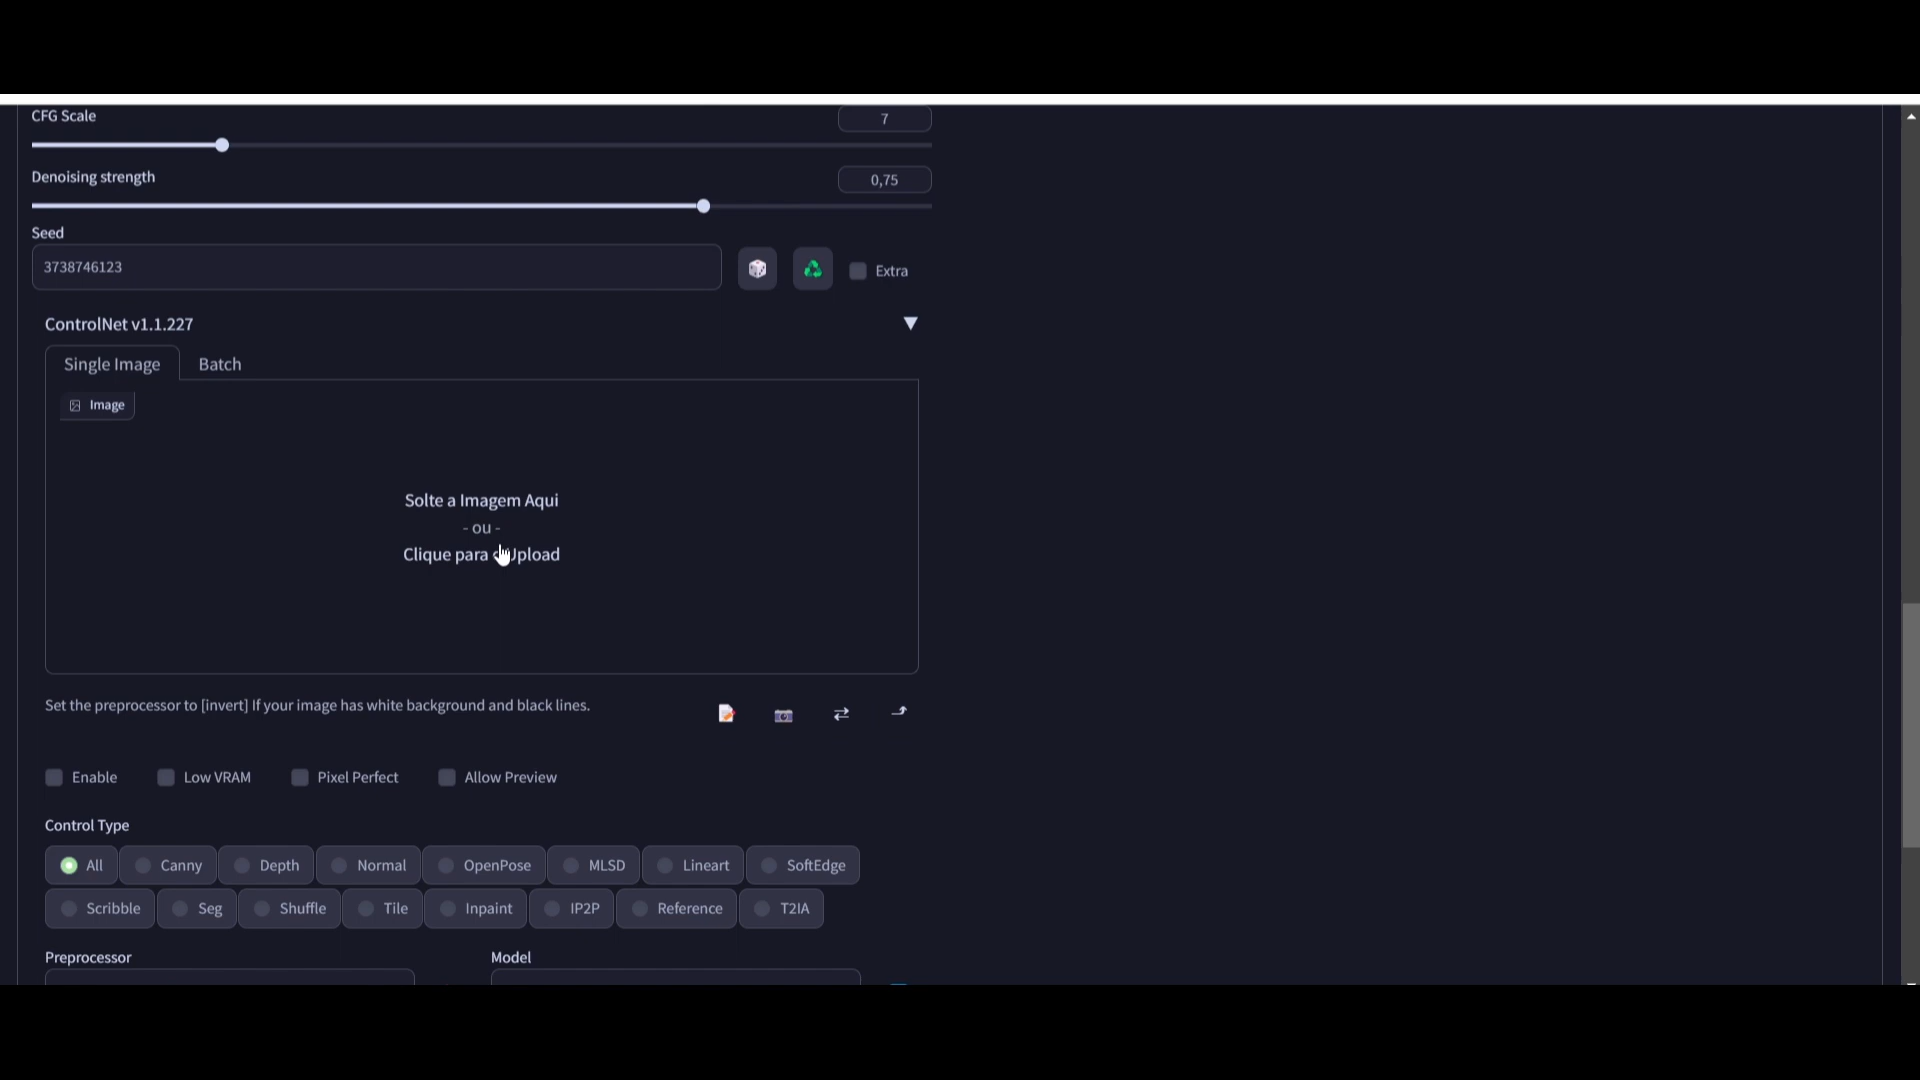 CFG Scale
7
Denoising strength
0,75
Seed
3738746123
Extra
ControlNet v1.1.227
Single Image
Batch
Image
Solte a Imagem Aqui
- ou -
Clique para o Upload
Set the preprocessor to [invert] If your image has white background and black lines.
Enable
Low VRAM
Pixel Perfect
Allow Preview
Control Type
All
Canny
Depth
Normal
OpenPose
MLSD
Lineart
SoftEdge
Scribble
Seg
Shuffle
Tile
Inpaint
IP2P
Reference
T2IA
Preprocessor
Model